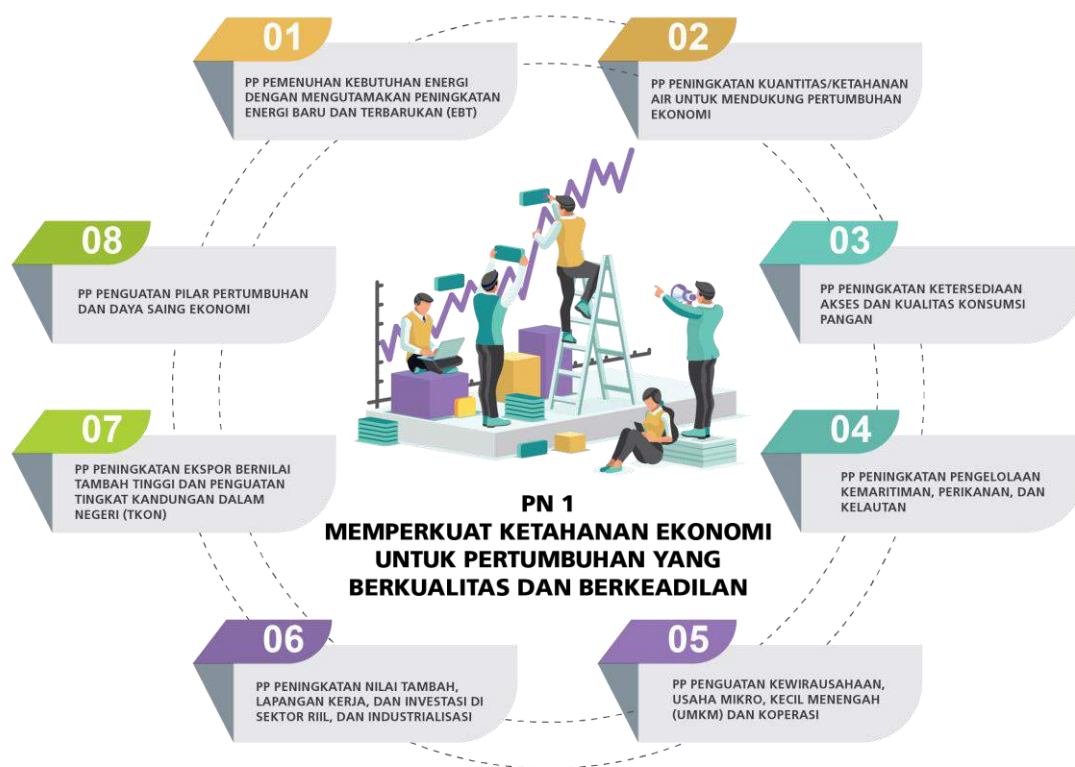 01
PP PEMENUHAN KEBUTUHAN ENERGI
DENGAN MENGUTAMAKAN PENINGKATAN
ENERGI BARU DAN TERBARUKAN (EBT)
02
PP PENINGKATAN KUANTITAS/KETAHANAN
AIR UNTUK MENDUKUNG PERTUMBUHAN
EKONOMI
03
PP PENINGKATAN KETERSEDIAAN
AKSES DAN KUALITAS KONSUMSI
PANGAN
04
PP PENINGKATAN PENGELOLAAN
KEMARITIMAN, PERIKANAN, DAN
KELAUTAN
05
PP PENGUATAN KEWIRAUSAHAAN,
USAHA MIKRO, KECIL MENENGAH
(UMKM) DAN KOPERASI
06
PP PENINGKATAN NILAI TAMBAH,
LAPANGAN KERJA, DAN INVESTASI DI
SEKTOR RIIL, DAN INDUSTRIALISASI
07
PP PENINGKATAN EKSPOR BERNILAI
TAMBAH TINGGI DAN PENGUATAN
TINGKAT KANDUNGAN DALAM
NEGERI (TKON)
08
PP PENGUATAN PILAR PERTUMBUHAN
DAN DAYA SAING EKONOMI
PN 1
MEMPERKUAT KETAHANAN EKONOMI
UNTUK PERTUMBUHAN YANG
BERKUALITAS DAN BERKEADILAN